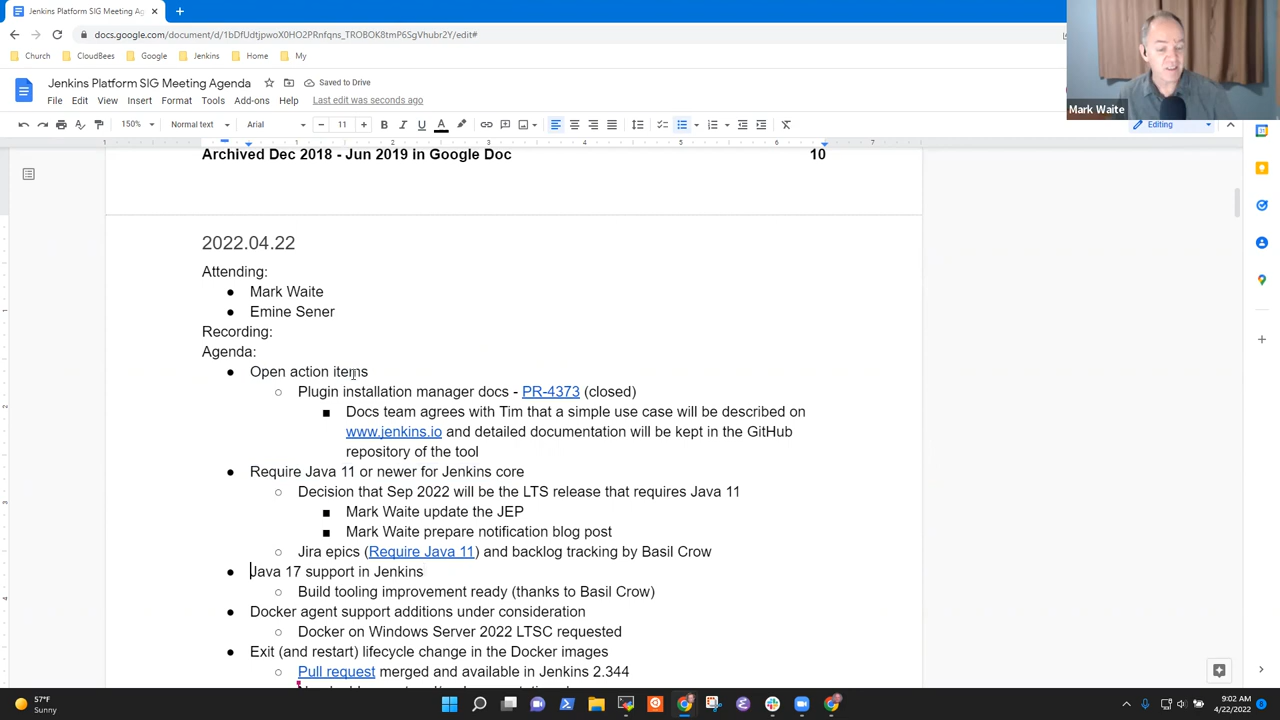 Jenkins Platform SIG Meeting Age
docs.google.com/document/d/1bDfUdtjpwoX0HO2PRnfqns_TROBOK8tmP6SgVhubr2Y/edit#
Church CloudBees Google Jenkins Home My
Jenkins Platform SIG Meeting Agenda Saved to Drive
File Edit View Insert Format Tools Add-ons Help Last edit was seconds ago
150% Normal text Arial 11 Editing
Mark Waite
1 1 2 3 4 5 6 7
Archived Dec 2018 - Jun 2019 in Google Doc 10
2022.04.22
Attending:
● Mark Waite
● Emine Sener
Recording:
Agenda:
● Open action items
○ Plugin installation manager docs - PR-4373 (closed)
■ Docs team agrees with Tim that a simple use case will be described on
www.jenkins.io and detailed documentation will be kept in the GitHub
repository of the tool
● Require Java 11 or newer for Jenkins core
○ Decision that Sep 2022 will be the LTS release that requires Java 11
■ Mark Waite update the JEP
■ Mark Waite prepare notification blog post
○ Jira epics (Require Java 11) and backlog tracking by Basil Crow
● Java 17 support in Jenkins
○ Build tooling improvement ready (thanks to Basil Crow)
● Docker agent support additions under consideration
○ Docker on Windows Server 2022 LTSC requested
● Exit (and restart) lifecycle change in the Docker images
○ Pull request merged and available in Jenkins 2.344
57°F
Sunny
9:02 AM
4/22/2022